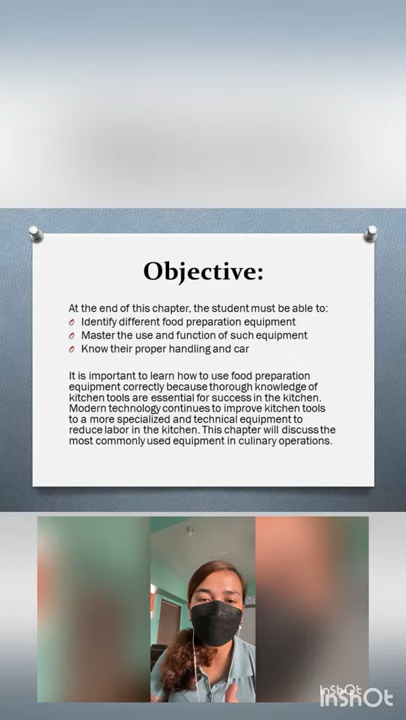 Objective:
At the end of this chapter, the student must be able to:
Identify different food preparation equipment
Master the use and function of such equipment
Know their proper handling and car
It is important to learn how to use food preparation
equipment correctly because thorough knowledge of
kitchen tools are essential for success in the kitchen.
Modern technology continues to improve kitchen tools
to a more specialized and technical equipment to
reduce labor in the kitchen. This chapter will discuss the
most commonly used equipment in culinary operations.
InShOt
InShOt